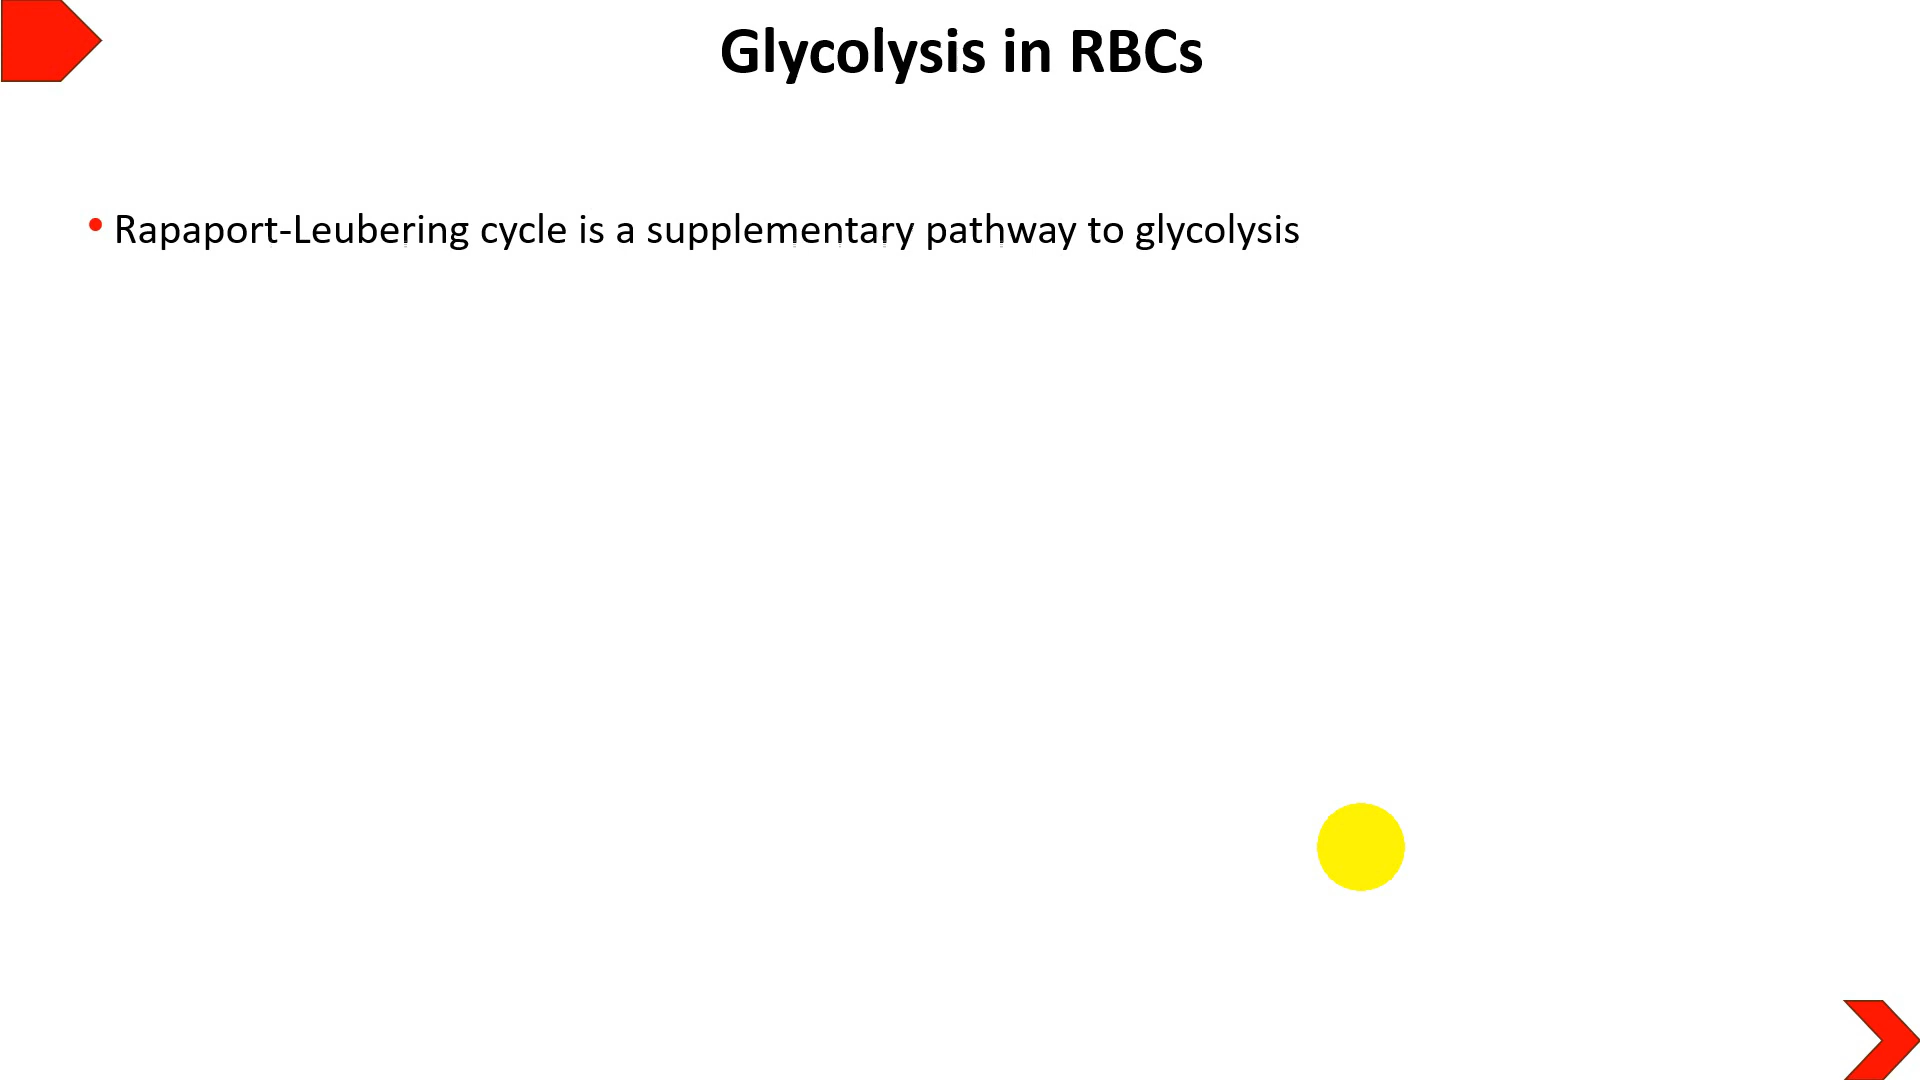 Glycolysis in RBCs
• Rapaport-Leubering cycle is a supplementary pathway to glycolysis